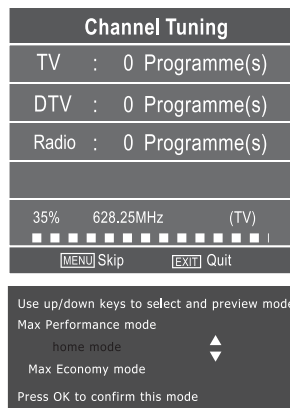 Channel Tuning
TV : 0 Programme(s)
DTV : 0 Programme(s)
Radio : 0 Programme(s)
35% 628.25MHz (TV)
MENU Skip EXIT Quit
Use up/down keys to select and preview mode
Max Performance mode
home mode
Max Economy mode
Press OK to confirm this mode